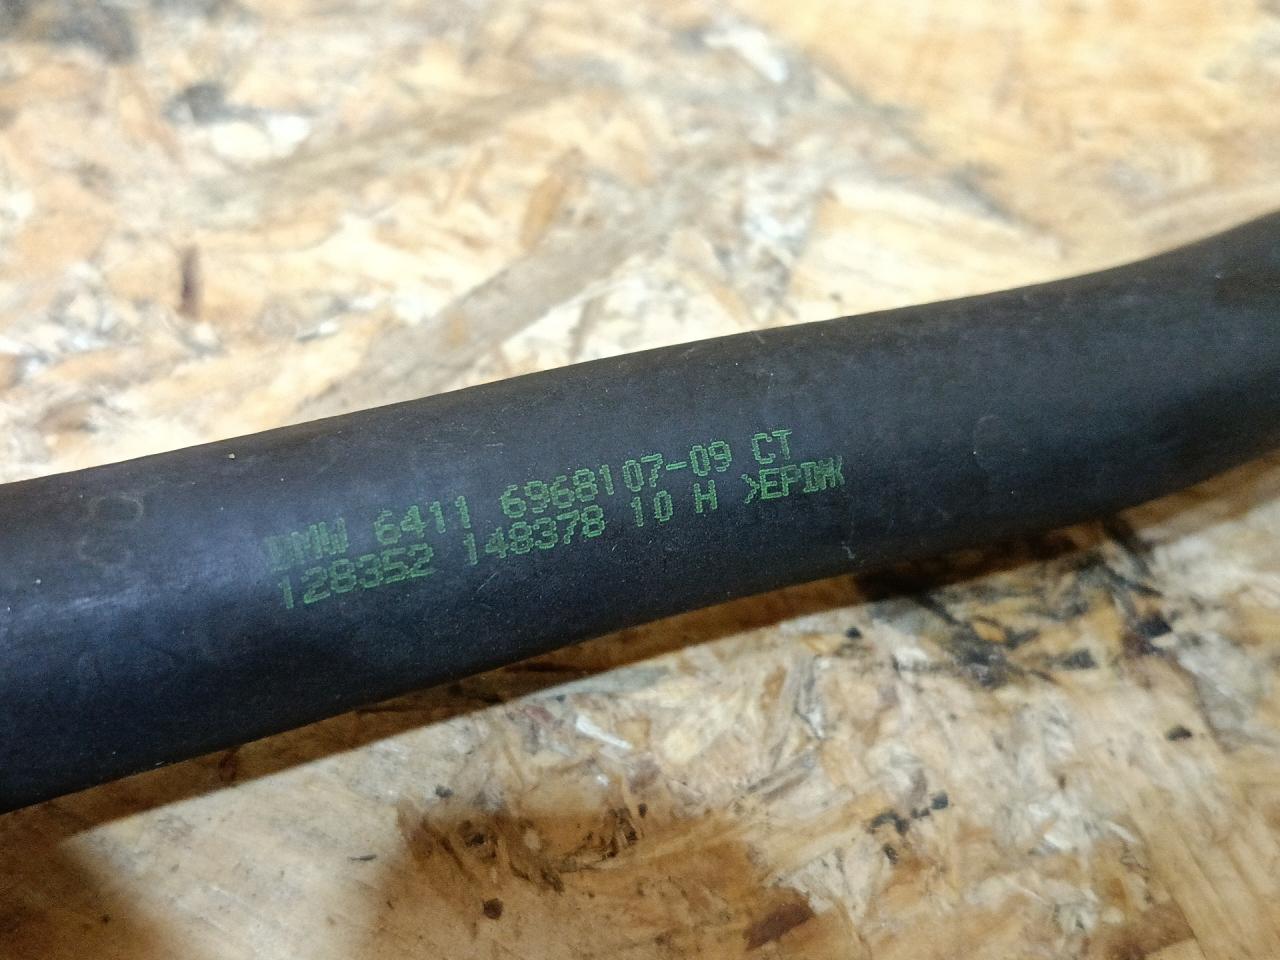 BMW 6411 6968107-09 CT
128352 148378 10 H >EPDM<